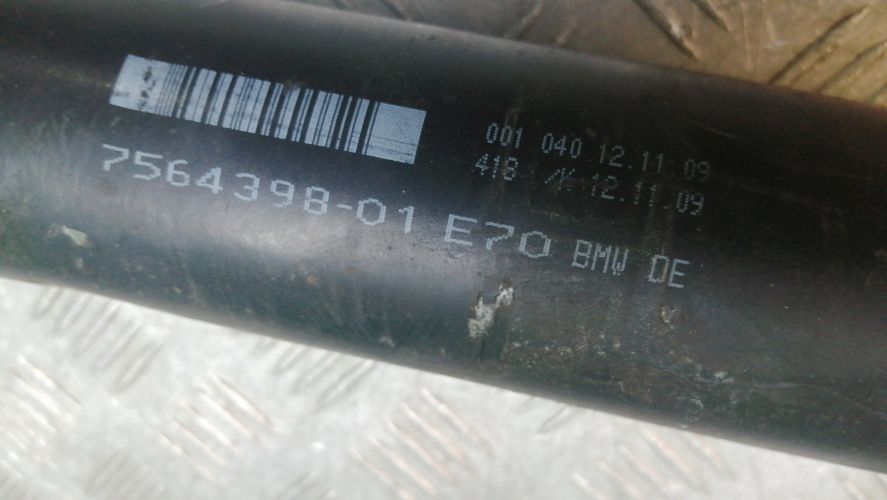 001 040 12.11 09
418 /K 12.11.09
7564398-01 E70 BMW DE